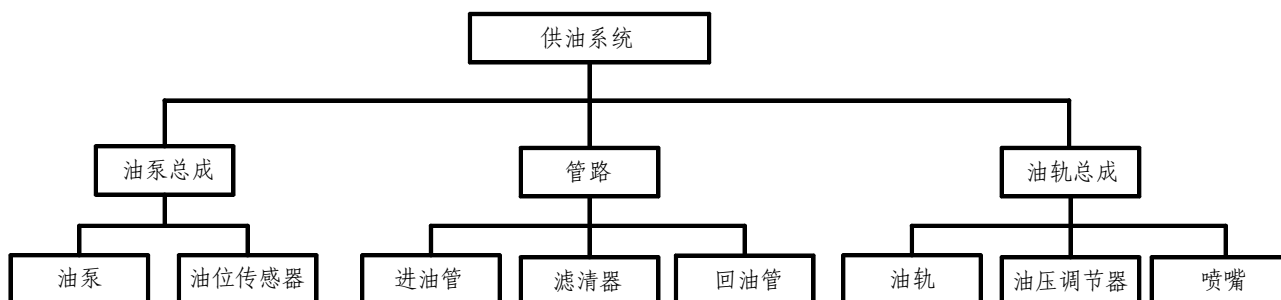 供油系统
油泵总成
管路
油轨总成
油泵
油位传感器
进油管
滤清器
回油管
油轨
油压调节器
喷嘴